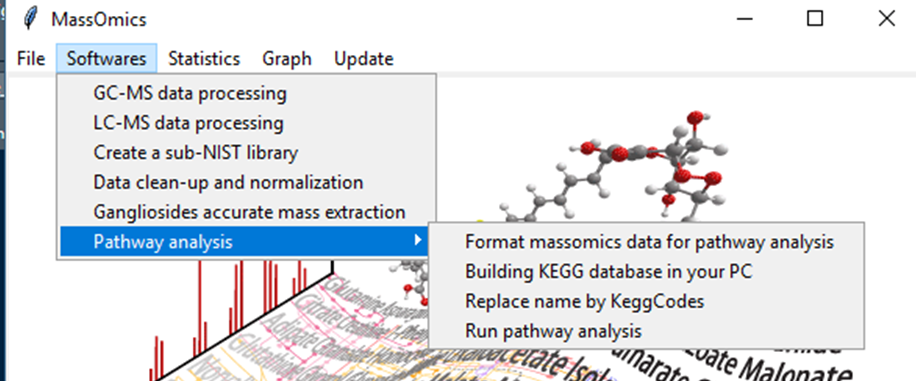 MassOmics
File Softwares Statistics Graph Update
GC-MS data processing
LC-MS data processing
Create a sub-NIST library
Data clean-up and normalization
Gangliosides accurate mass extraction
Pathway analysis
Format massomics data for pathway analysis
Building KEGG database in your PC
Replace name by KeggCodes
Run pathway analysis
Malonate